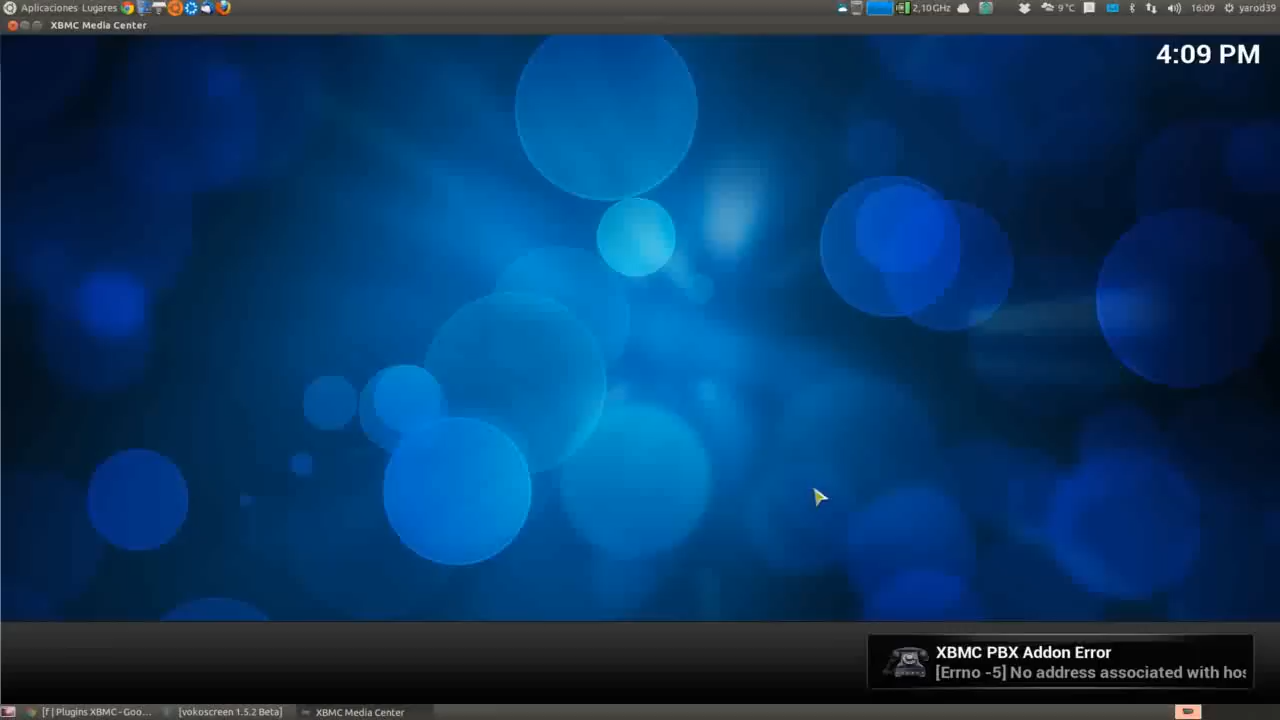 Aplicaciones Lugares 2,10GHz 9°C 16:09 yarod39
XBMC Media Center
4:09 PM
XBMC PBX Addon Error
[Errno -5] No address associated with hos
[f | Plugins XBMC - Goo... [vokoscreen 1.5.2 Beta] XBMC Media Center